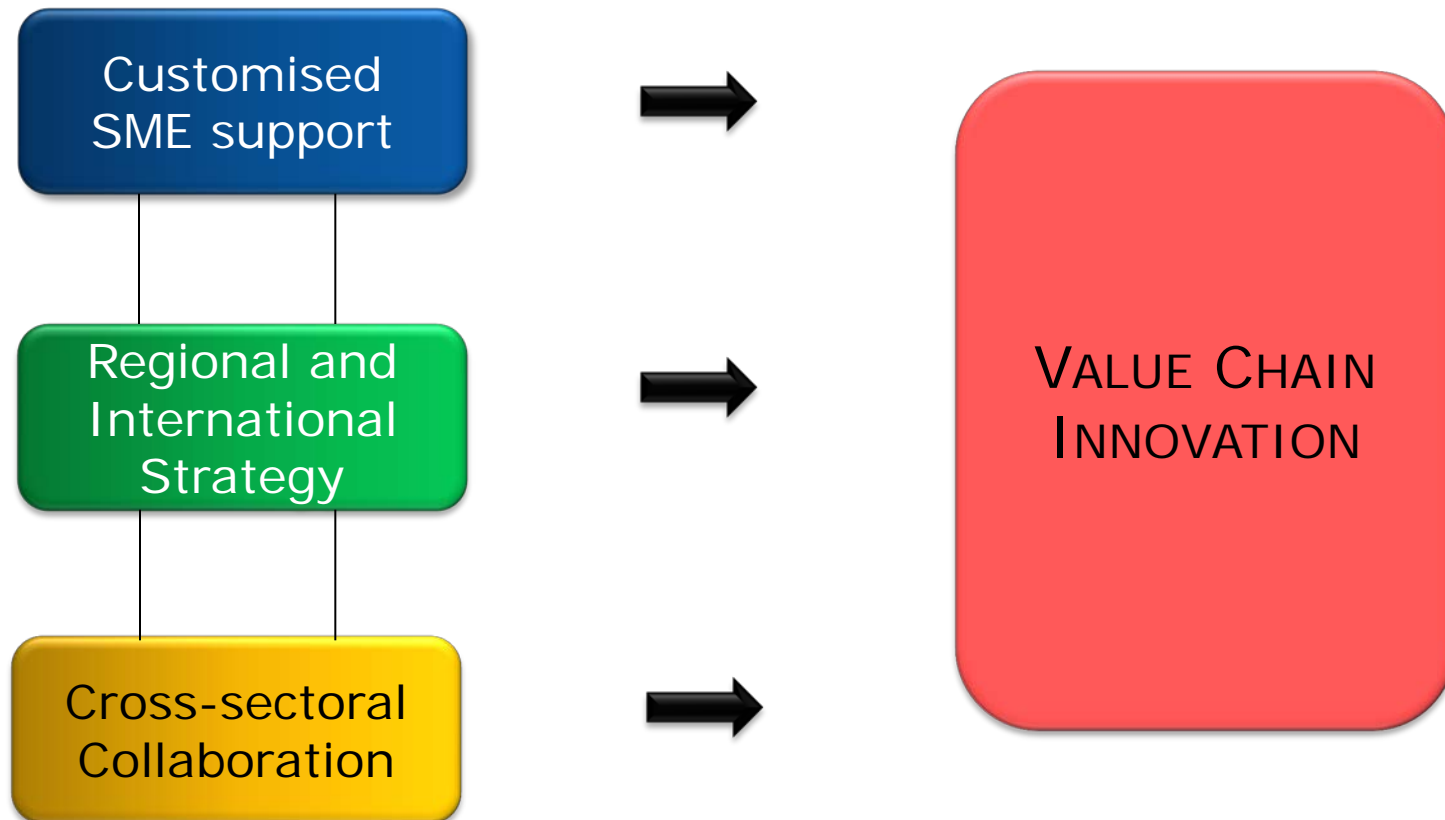 Customised
SME support
Regional and
International
Strategy
Cross-sectoral
Collaboration
VALUE CHAIN
INNOVATION